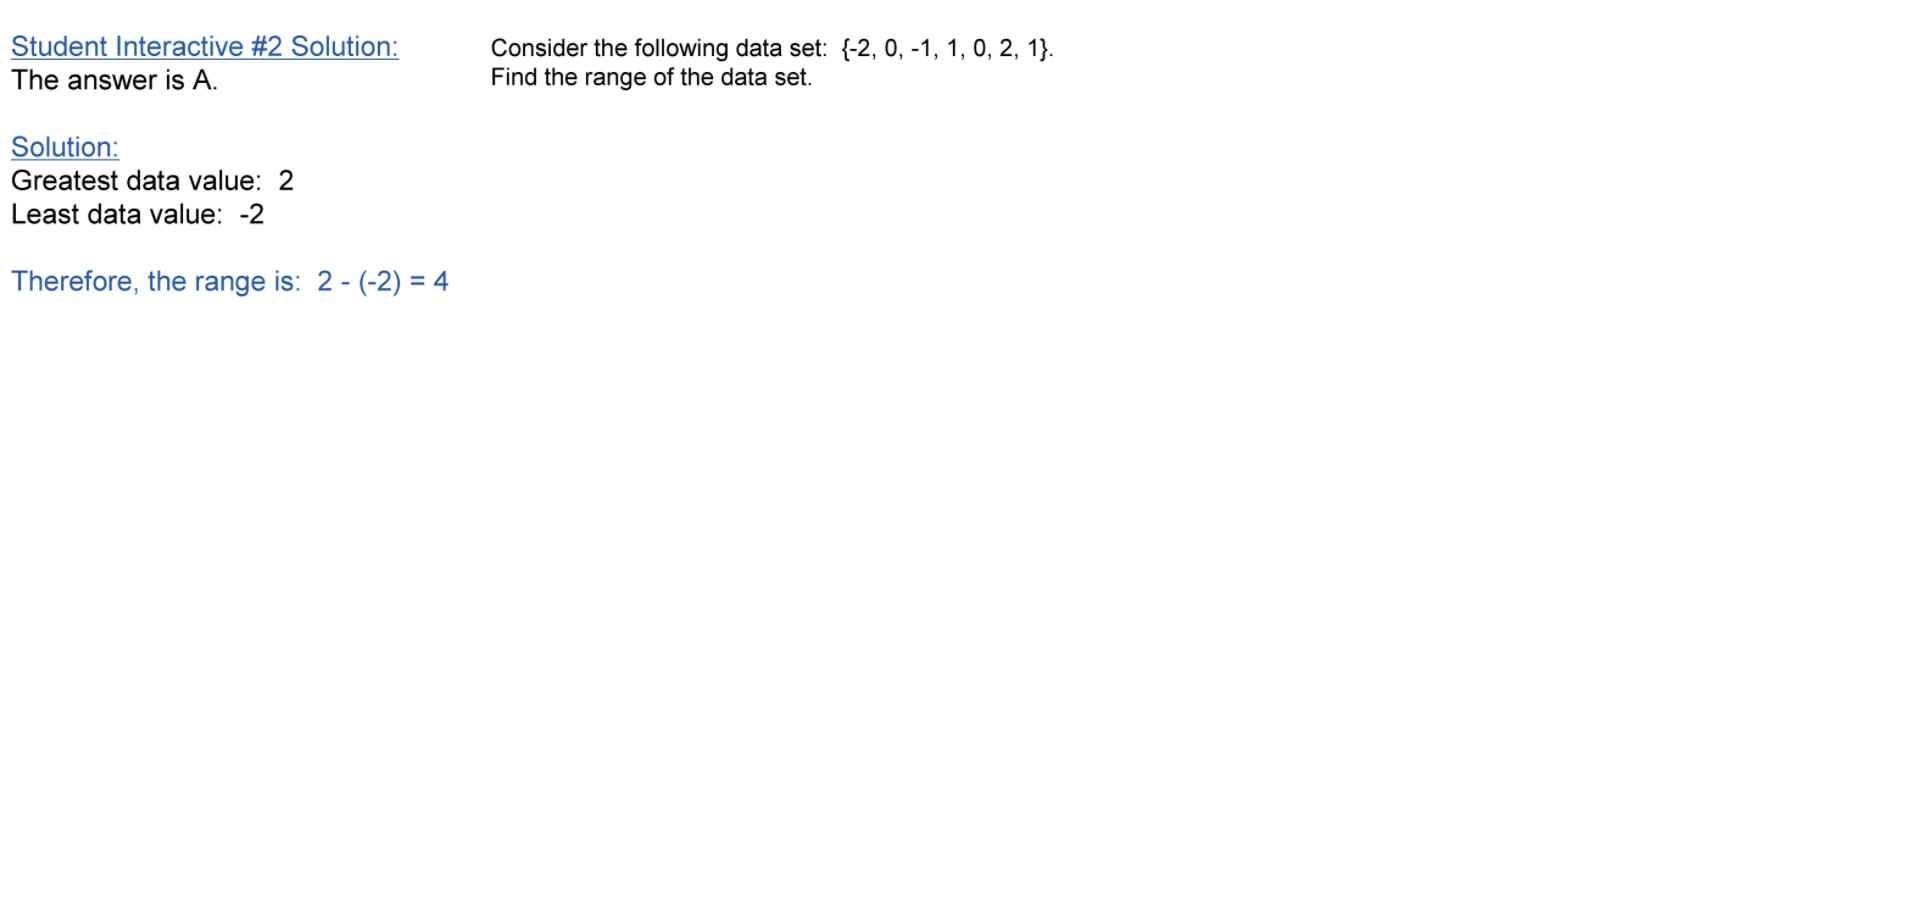 Student Interactive #2 Solution:
The answer is A.
Consider the following data set:  {-2, 0, -1, 1, 0, 2, 1}.
Find the range of the data set.
Solution:
Greatest data value:  2
Least data value:  -2
Therefore, the range is:  2 - (-2) = 4